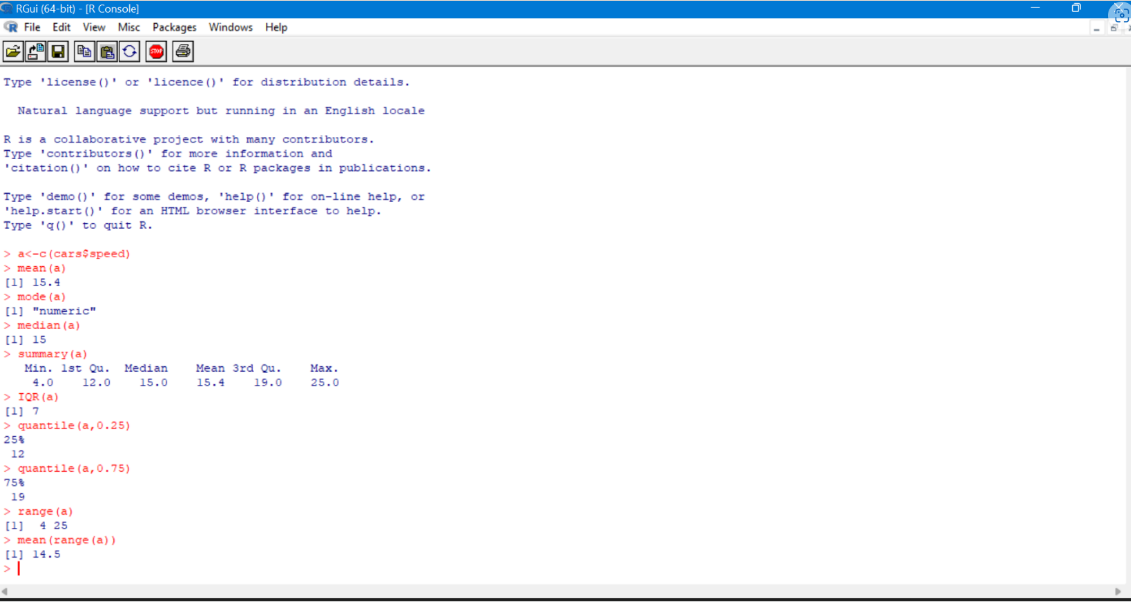 RGui (64-bit) - [R Console]
File Edit View Misc Packages Windows Help
STOP
Type 'license()' or 'licence()' for distribution details.
Natural language support but running in an English locale
R is a collaborative project with many contributors.
Type 'contributors()' for more information and
'citation()' on how to cite R or R packages in publications.
Type 'demo()' for some demos, 'help()' for on-line help, or
'help.start()' for an HTML browser interface to help.
Type 'q()' to quit R.
> a<-c(cars$speed)
> mean(a)
[1] 15.4
> mode(a)
[1] "numeric"
> median(a)
[1] 15
> summary(a)
Min. 1st Qu. Median Mean 3rd Qu. Max.
4.0 12.0 15.0 15.4 19.0 25.0
> IQR(a)
[1] 7
> quantile(a,0.25)
25%
12
> quantile(a,0.75)
75%
19
> range(a)
[1] 4 25
> mean(range(a))
[1] 14.5
>